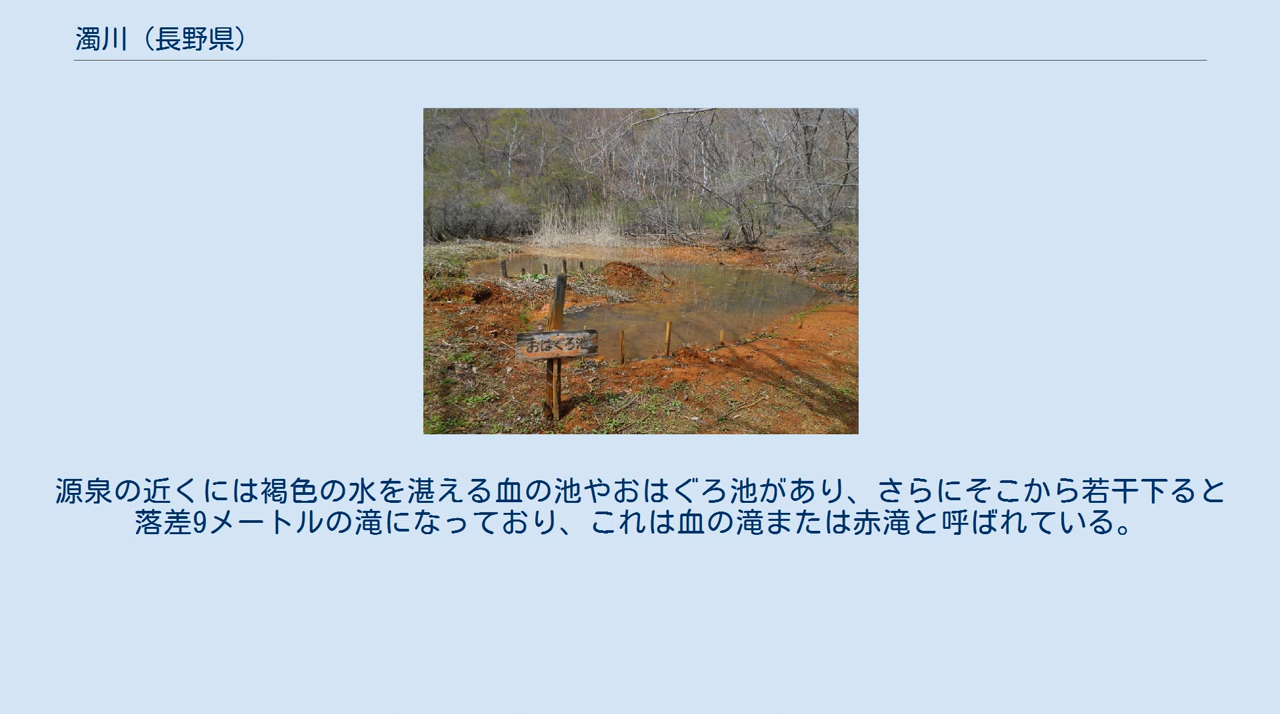 濁川（長野県）
おはぐろ池
源泉の近くには褐色の水を湛える血の池やおはぐろ池があり、さらにそこから若干下ると
落差9メートルの滝になっており、これは血の滝または赤滝と呼ばれている。